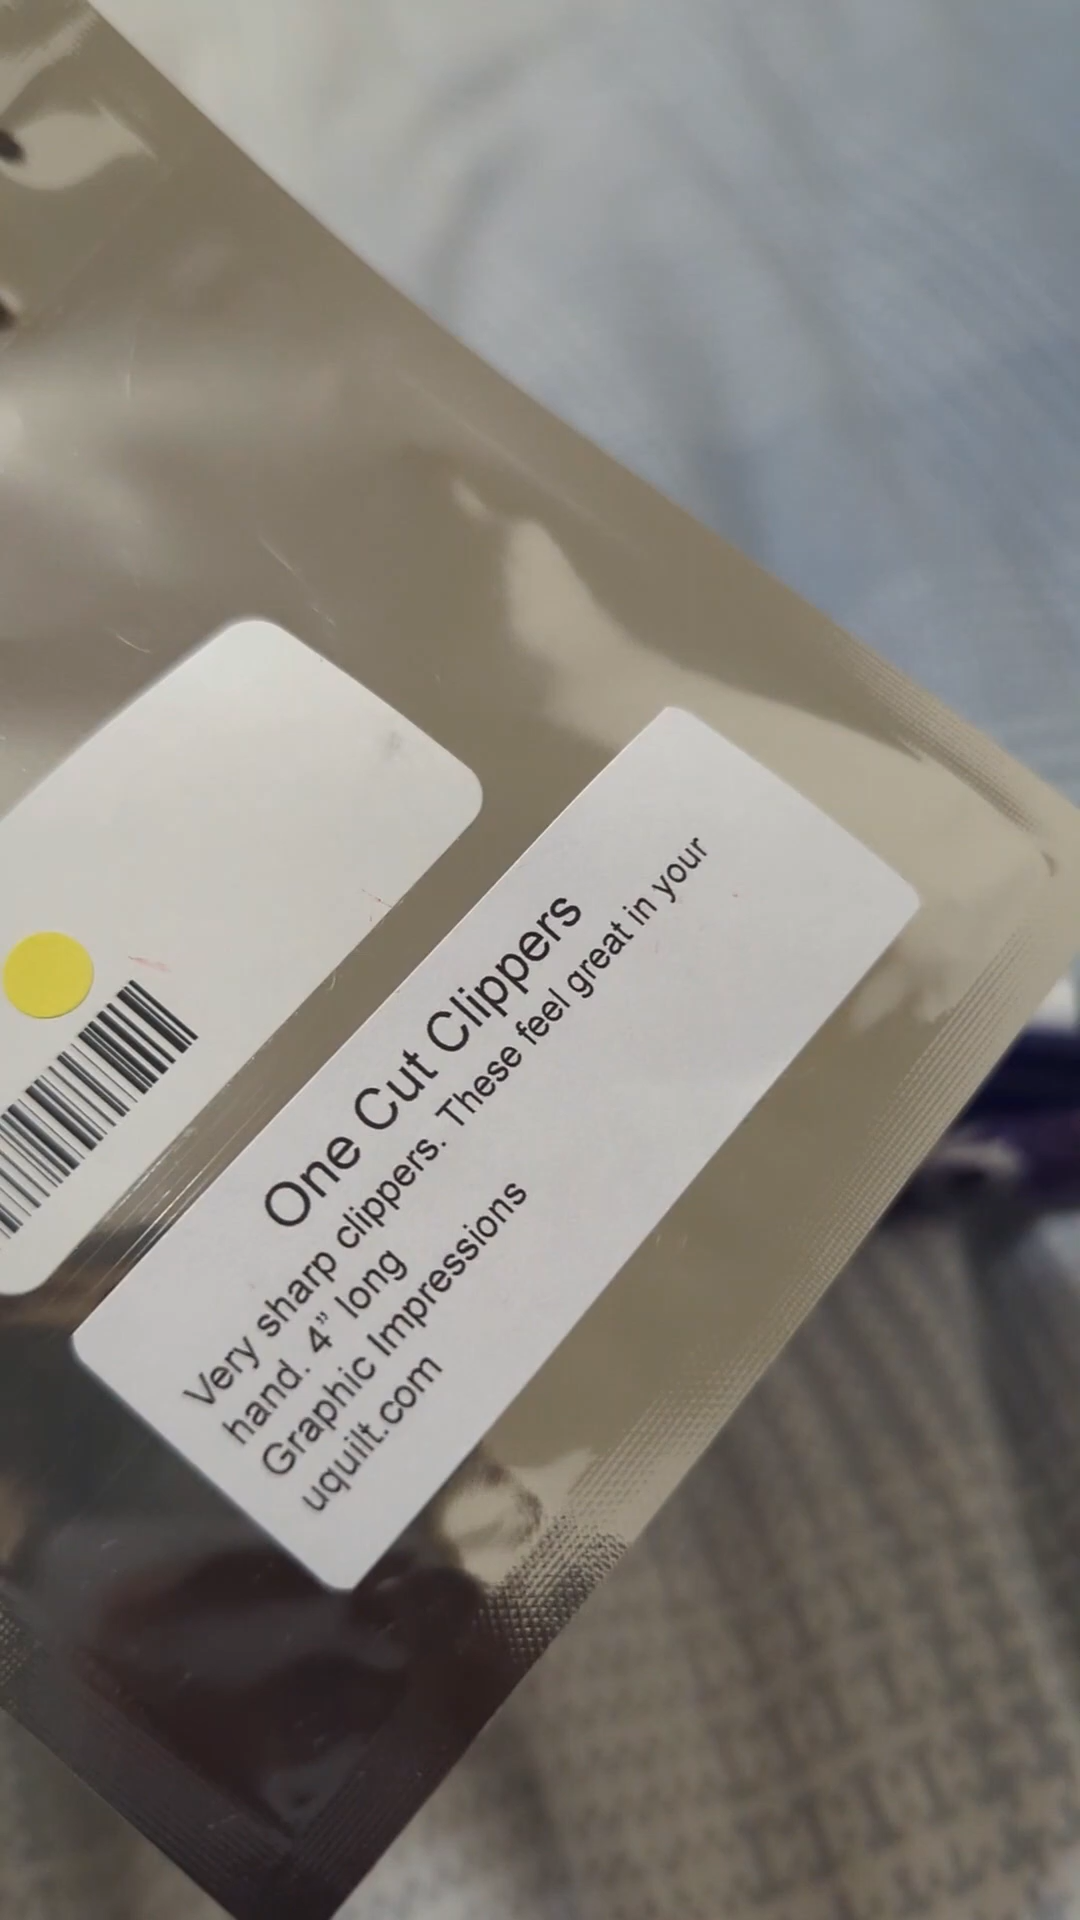 One Cut Clippers
Very sharp clippers. These feel great in your
hand. 4” long
Graphic Impressions
uquilt.com